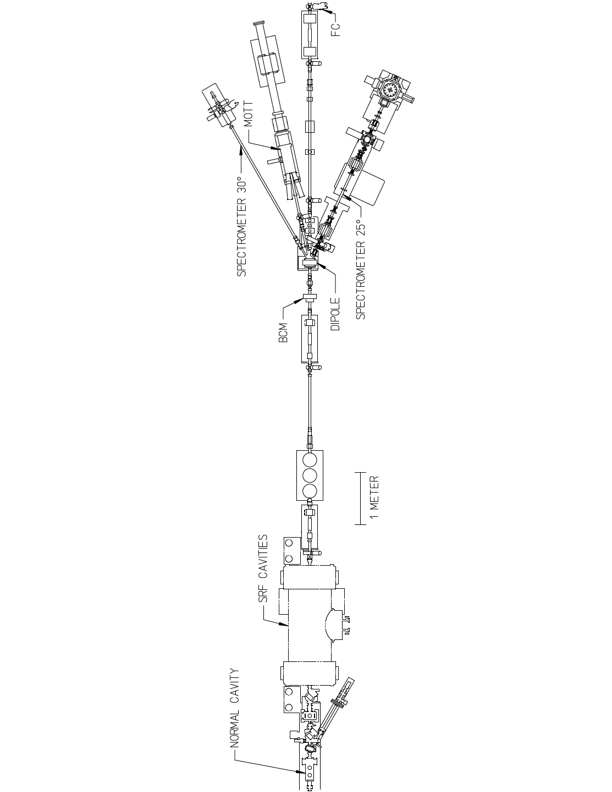 FC
MOTT
SPECTROMETER 30°
SPECTROMETER 25°
DIPOLE
BCM
1 METER
SRF CAVITIES
NORMAL CAVITY